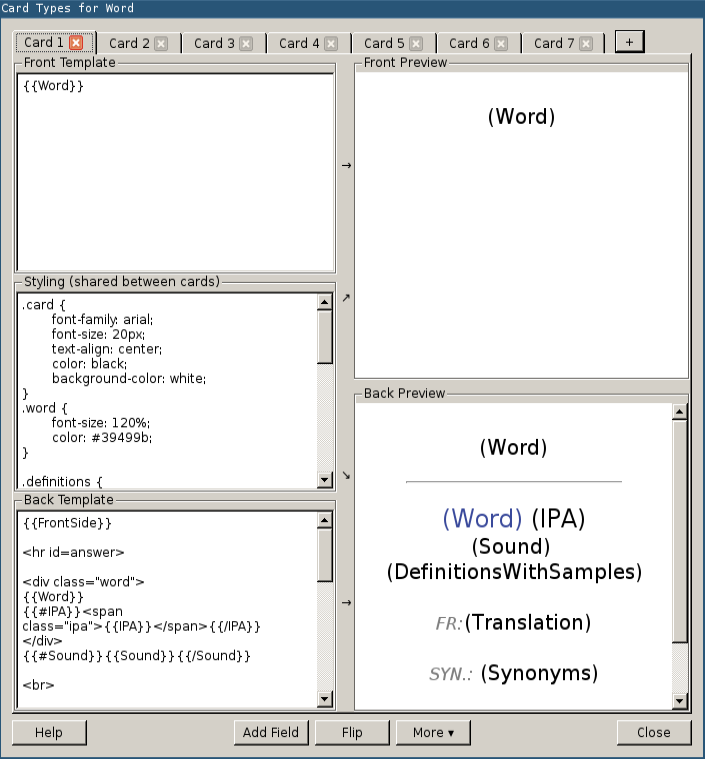 Card Types for Word
Card 1 Card 2 Card 3 Card 4 Card 5 Card 6 Card 7 +
Front Template
{{Word}}
→
Styling (shared between cards)
.card {
font-family: arial;
font-size: 20px;
text-align: center;
color: black;
background-color: white;
}
.word {
font-size: 120%;
color: #39499b;
}
.definitions {
↗
↘
Back Template
{{FrontSide}}
<hr id=answer>
<div class="word">
{{Word}}
{{#IPA}}<span
class="ipa">{{IPA}}</span>{{/IPA}}
</div>
{{#Sound}}{{Sound}}{{/Sound}}
<br>
→
Front Preview
(Word)
Back Preview
(Word)
(Word) (IPA)
(Sound)
(DefinitionsWithSamples)
FR:(Translation)
SYN.: (Synonyms)
Help Add Field Flip More ▾ Close